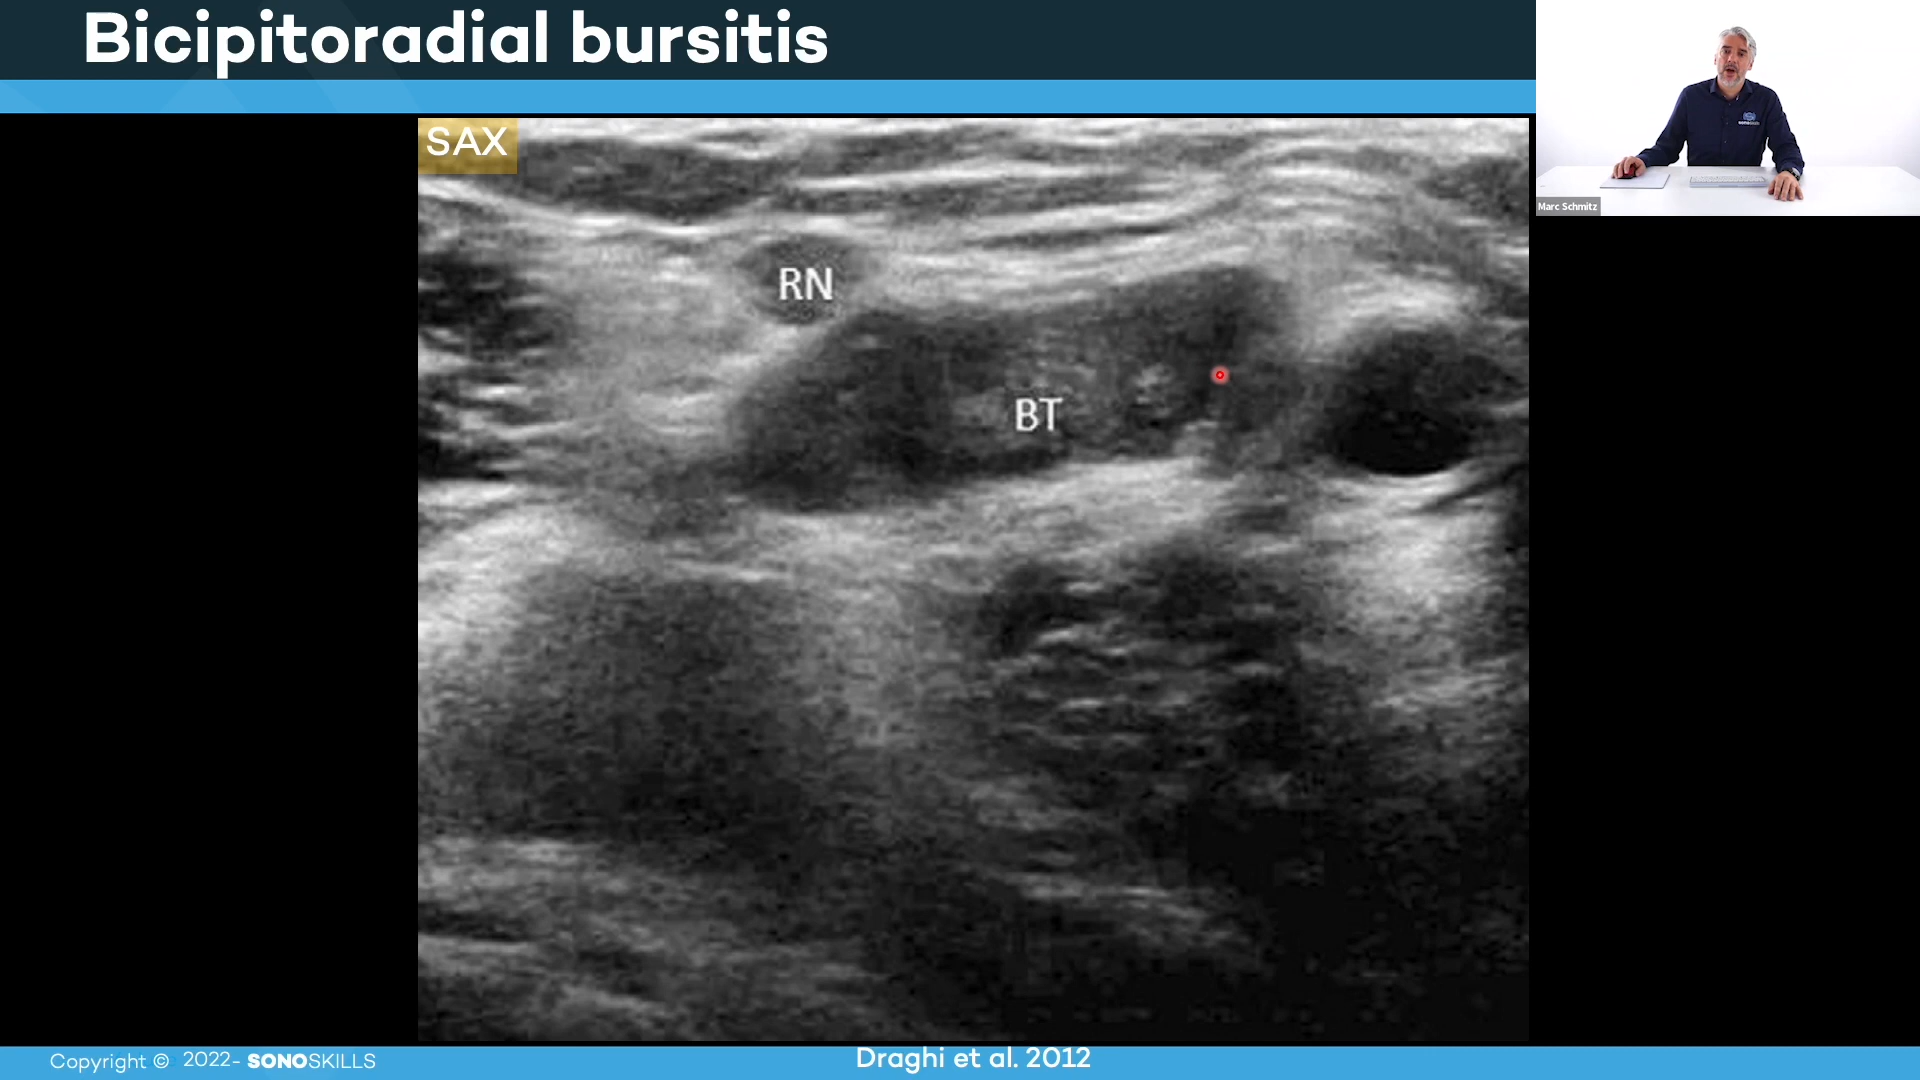 Bicipitoradial bursitis
SAX
RN
BT
Marc Schmitz
Copyright © 2022- SONOSKILLS
Draghi et al. 2012